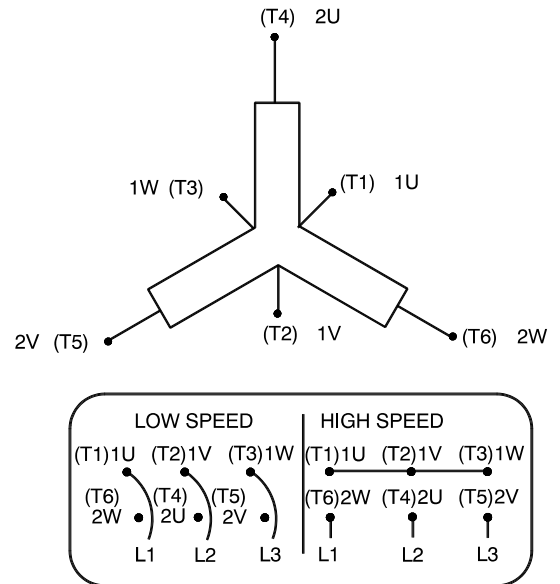 (T4) 2U
1W (T3)
(T1) 1U
2V (T5)
(T2) 1V
(T6) 2W
LOW SPEED
(T1)1U (T2)1V (T3)1W
(T6) (T4) (T5)
2W 2U 2V
L1 L2 L3
HIGH SPEED
(T1)1U (T2)1V (T3)1W
(T6)2W (T4)2U (T5)2V
L1 L2 L3